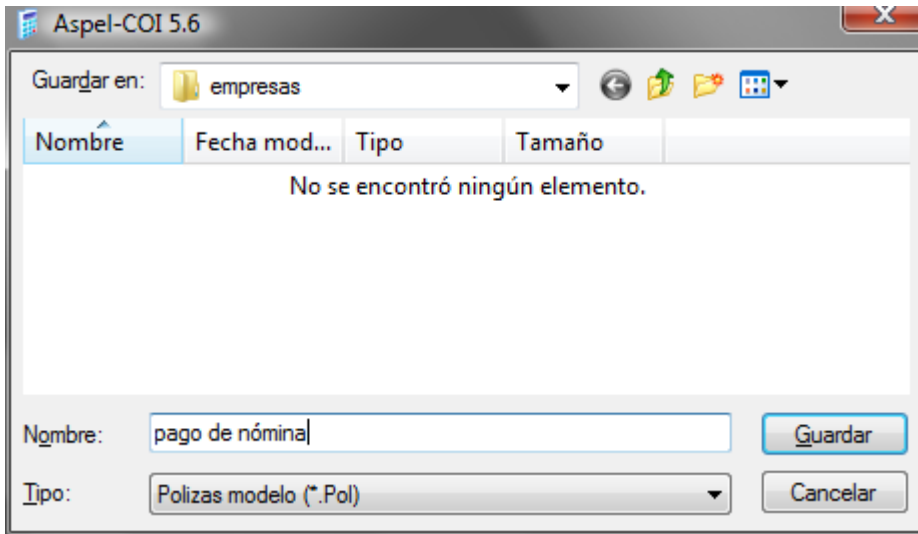 Aspel-COI 5.6
Guardar en: empresas
Nombre Fecha mod... Tipo Tamaño
No se encontró ningún elemento.
Nombre: pago de nómina Guardar
Tipo: Polizas modelo (*.Pol) Cancelar